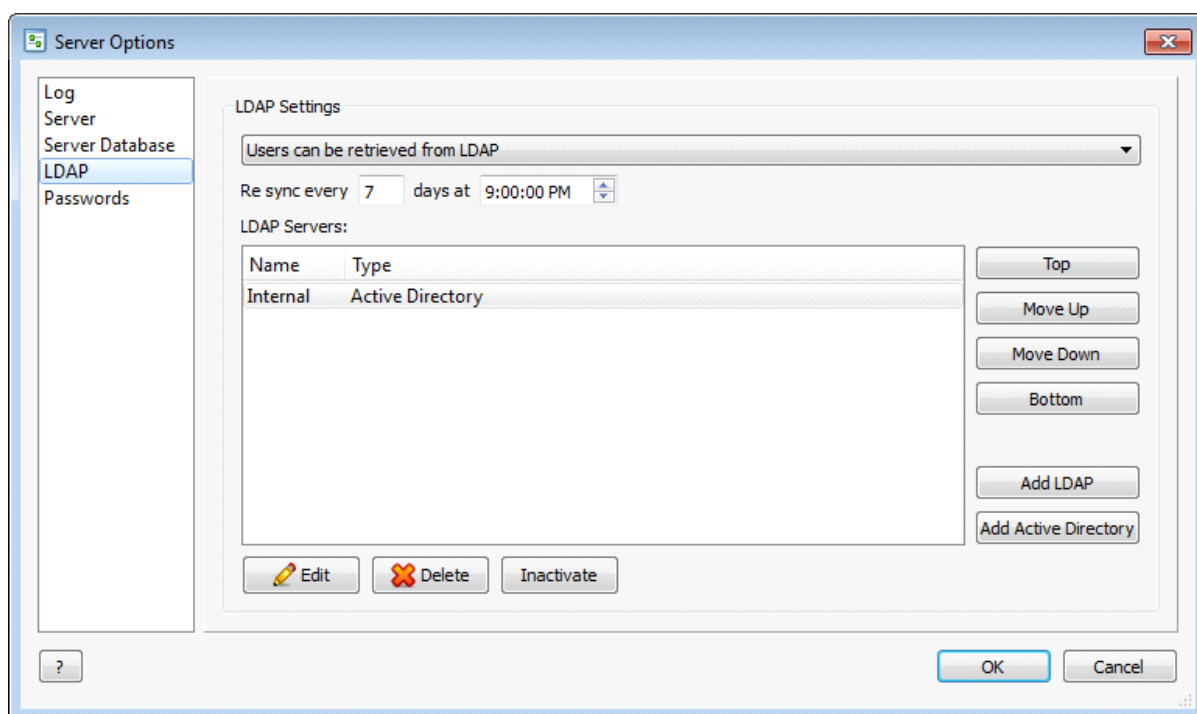 Server Options
Log
Server
Server Database
LDAP
Passwords
LDAP Settings
Users can be retrieved from LDAP
Re sync every 7 days at 9:00:00 PM
LDAP Servers:
Name Type
Internal Active Directory
Top
Move Up
Move Down
Bottom
Add LDAP
Add Active Directory
Edit Delete Inactivate
? OK Cancel